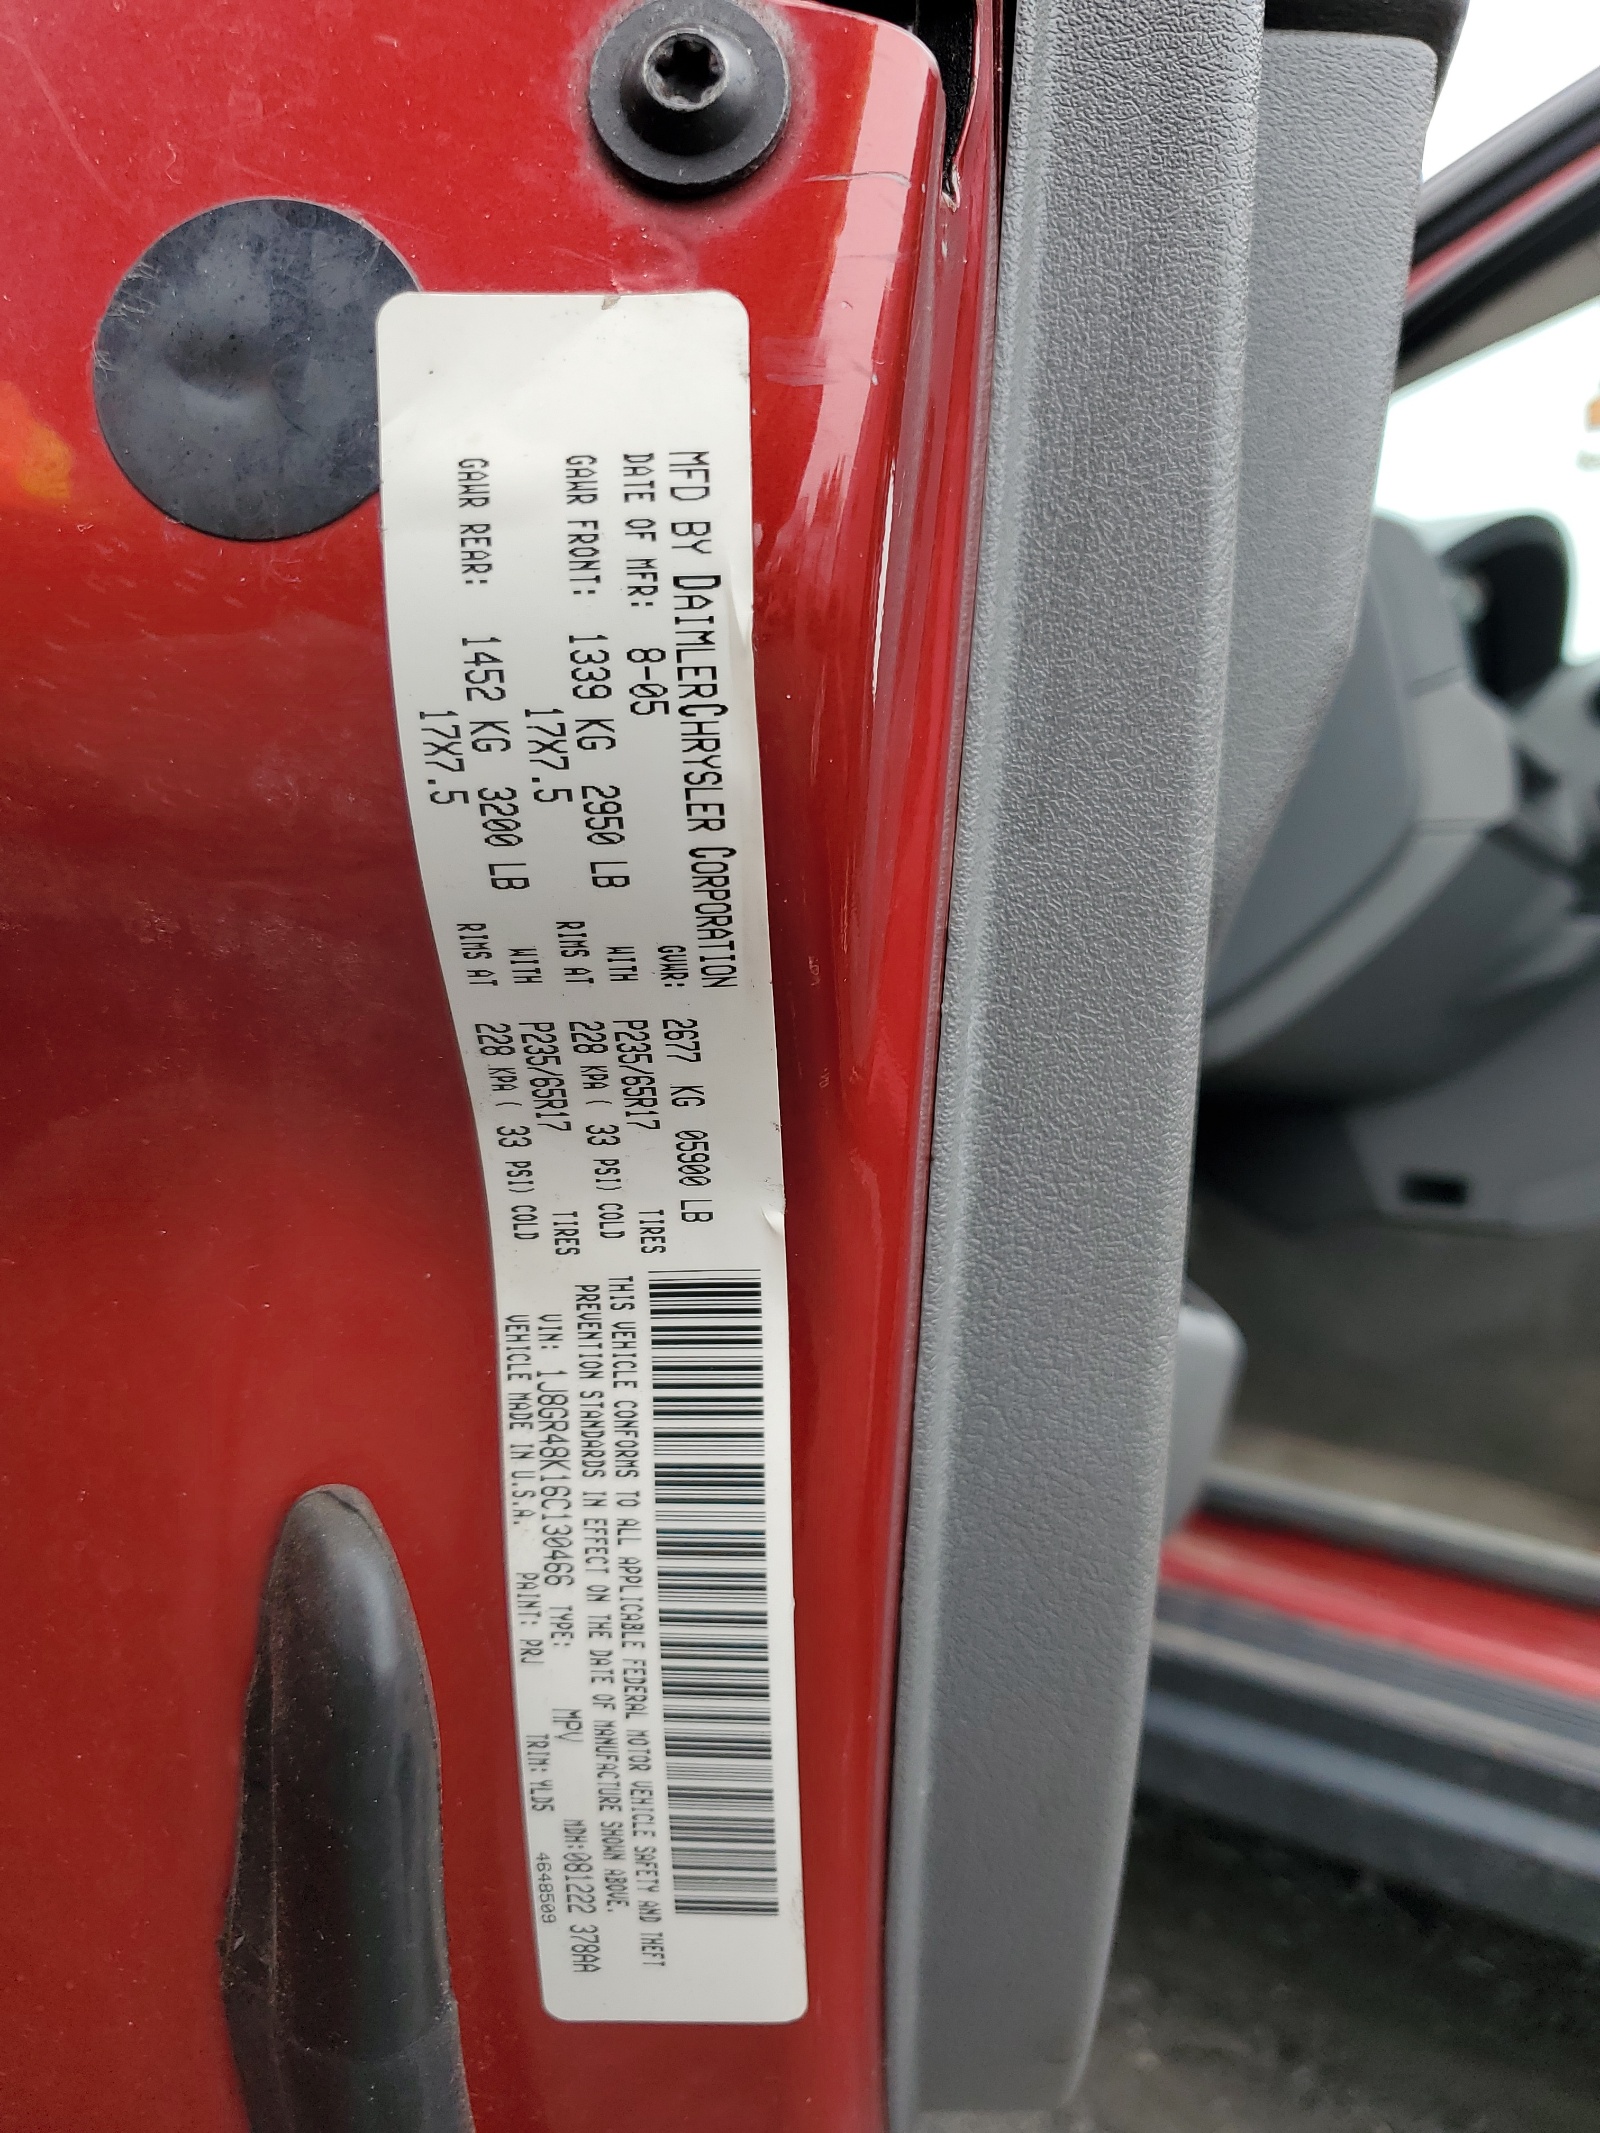 MFD BY DAIMLERCHRYSLER CORPORATION
DATE OF MFR: 8-05 GVWR: 2677 KG 05900 LB
GAWR FRONT: 1339 KG 2950 LB WITH P235/65R17 TIRES
17X7.5 RIMS AT 228 KPA ( 33 PSI) COLD
GAWR REAR: 1452 KG 3200 LB WITH P235/65R17 TIRES
17X7.5 RIMS AT 228 KPA ( 33 PSI) COLD
THIS VEHICLE CONFORMS TO ALL APPLICABLE FEDERAL MOTOR VEHICLE SAFETY AND THEFT
PREVENTION STANDARDS IN EFFECT ON THE DATE OF MANUFACTURE SHOWN ABOVE.
VIN: 1J8GR48K16C130466 TYPE: MPV MDH:081222 378AA
VEHICLE MADE IN U.S.A. PAINT: PRJ TRIM: YLDS 4648509